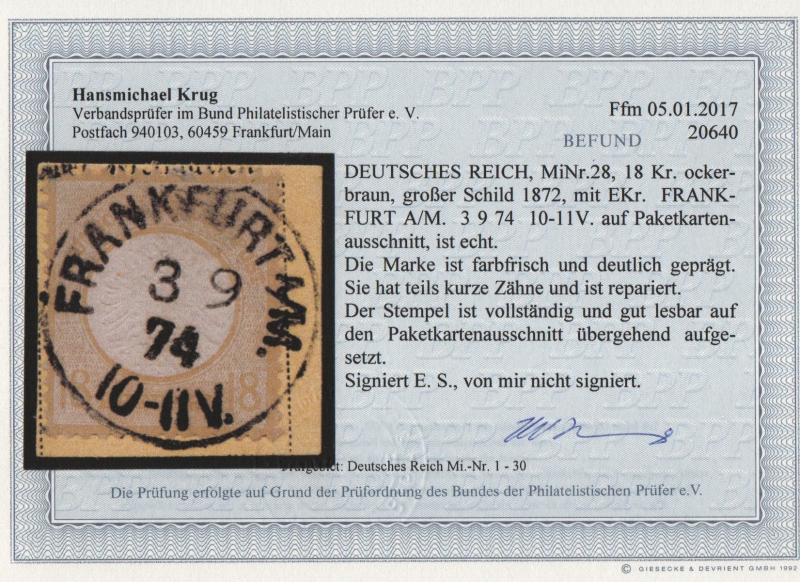 Hansmichael Krug
Verbandsprüfer im Bund Philatelistischer Prüfer e. V.
Postfach 940103, 60459 Frankfurt/Main
Ffm 05.01.2017
20640
BEFUND
DEUTSCHES REICH, MiNr.28, 18 Kr. ocker-
braun, großer Schild 1872, mit EKr. FRANK-
FURT A/M. 3 9 74 10-11V. auf Paketkarten-
ausschnitt, ist echt.
Die Marke ist farbfrisch und deutlich geprägt.
Sie hat teils kurze Zähne und ist repariert.
Der Stempel ist vollständig und gut lesbar auf
den Paketkartenausschnitt übergehend aufge-
setzt.
Signiert E. S., von mir nicht signiert.
FRANKFURT A/M.
3 9
74
10-11V.
18 18
Prüfgebiet: Deutsches Reich Mi.-Nr. 1 - 30
Die Prüfung erfolgte auf Grund der Prüfordnung des Bundes der Philatelistischen Prüfer e.V.
© GIESECKE & DEVRIENT GMBH 1992
BPP